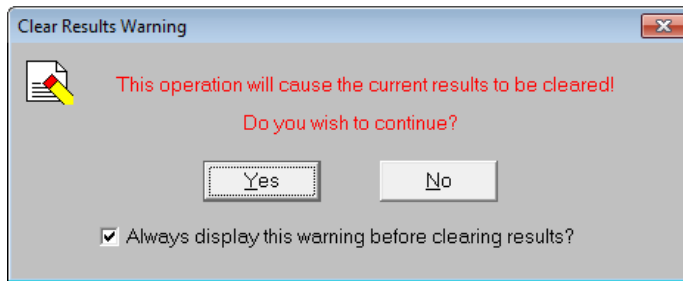 Clear Results Warning
This operation will cause the current results to be cleared!
Do you wish to continue?
Yes
No
Always display this warning before clearing results?